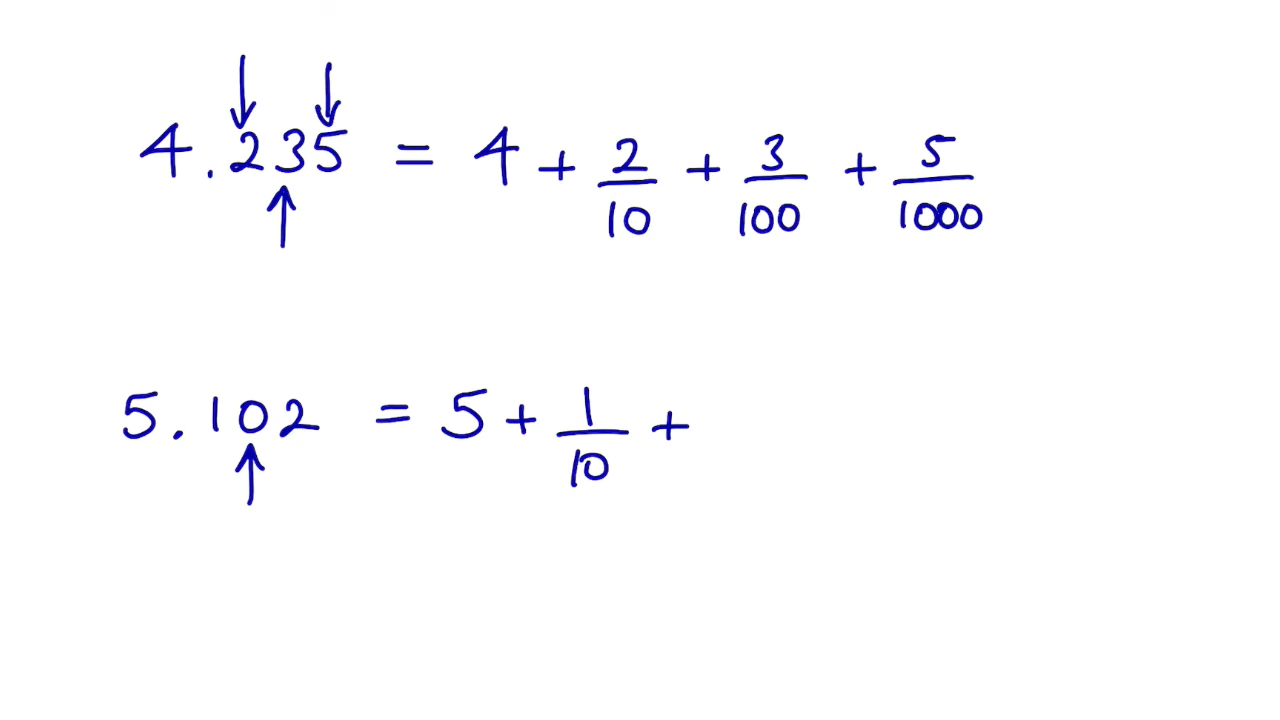 4.235 = 4 + 2/10 + 3/100 + 5/1000
5.102 = 5 + 1/10 +